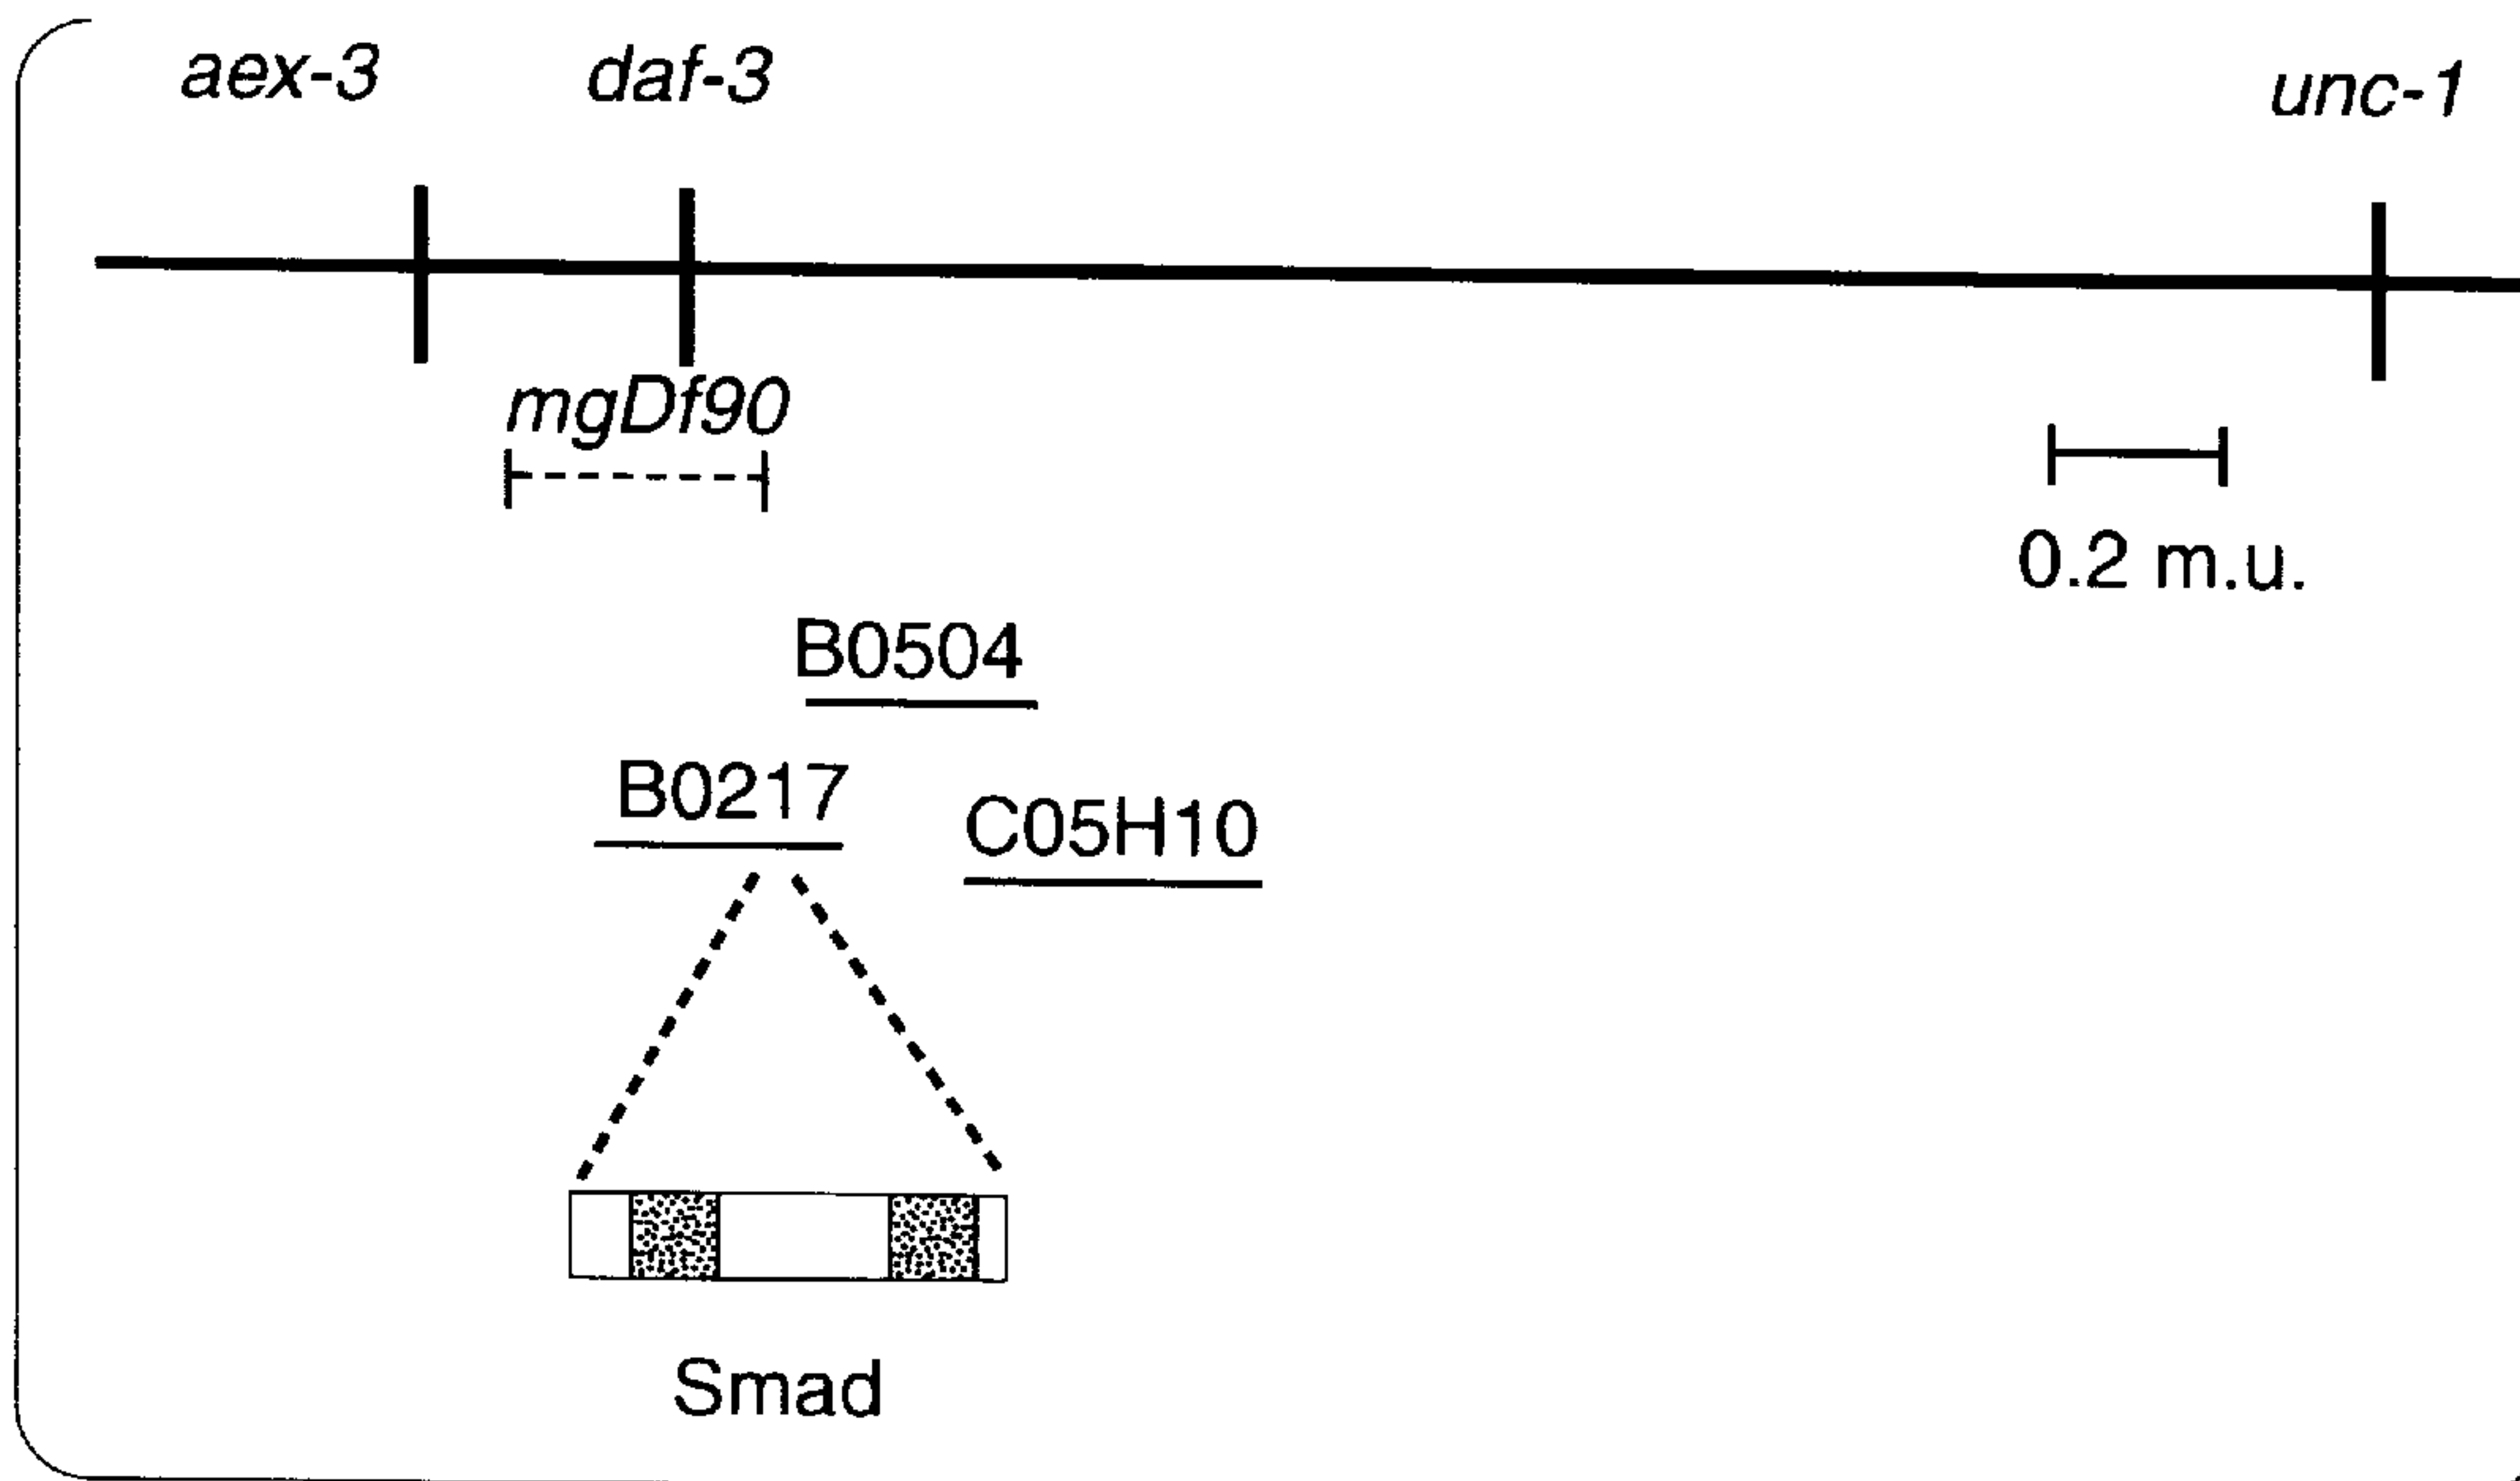 aex-3 daf-3 unc-1
mgDf90
0.2 m.u.
B0504
B0217
C05H10
Smad